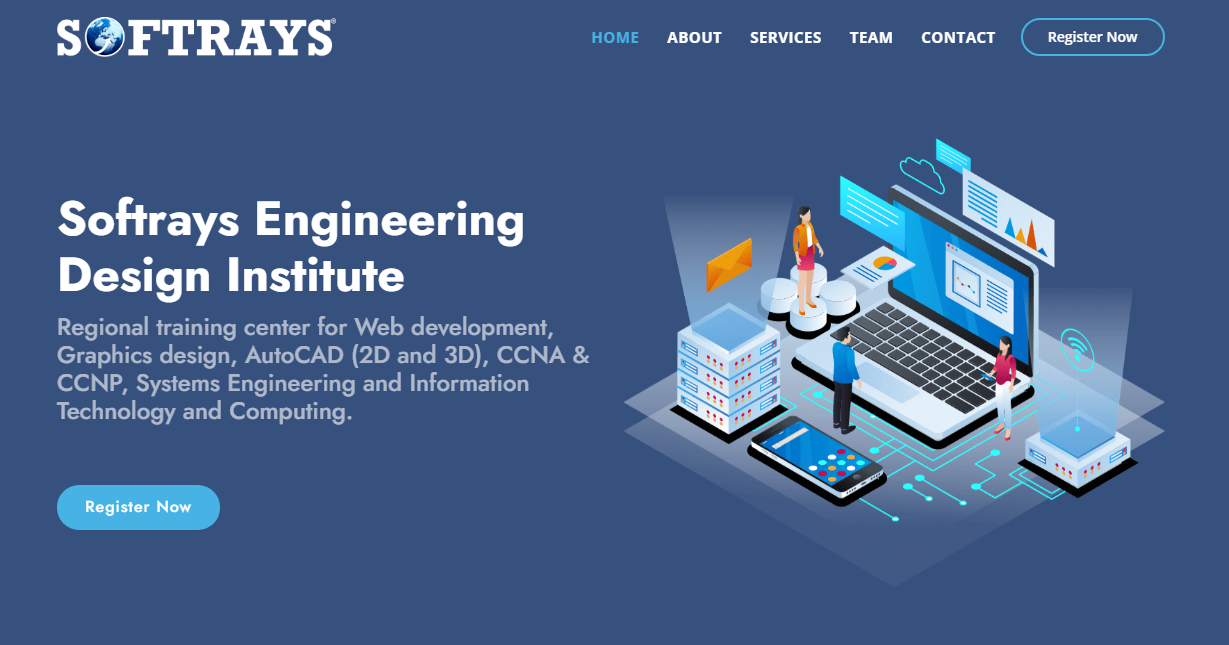 SOFTRAYS®
HOME ABOUT SERVICES TEAM CONTACT Register Now
Softrays Engineering
Design Institute
Regional training center for Web development,
Graphics design, AutoCAD (2D and 3D), CCNA &
CCNP, Systems Engineering and Information
Technology and Computing.
Register Now